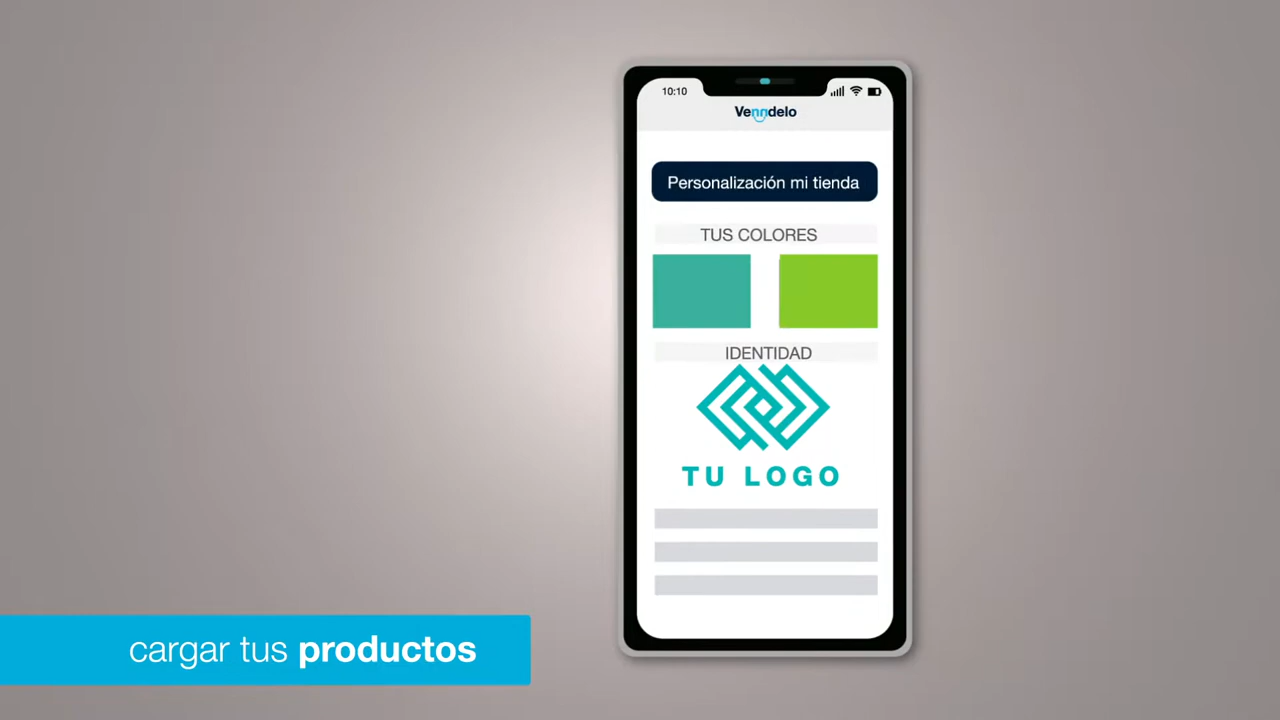 10:10
Venndelo
Personalización mi tienda
TUS COLORES
IDENTIDAD
TU LOGO
cargar tus productos